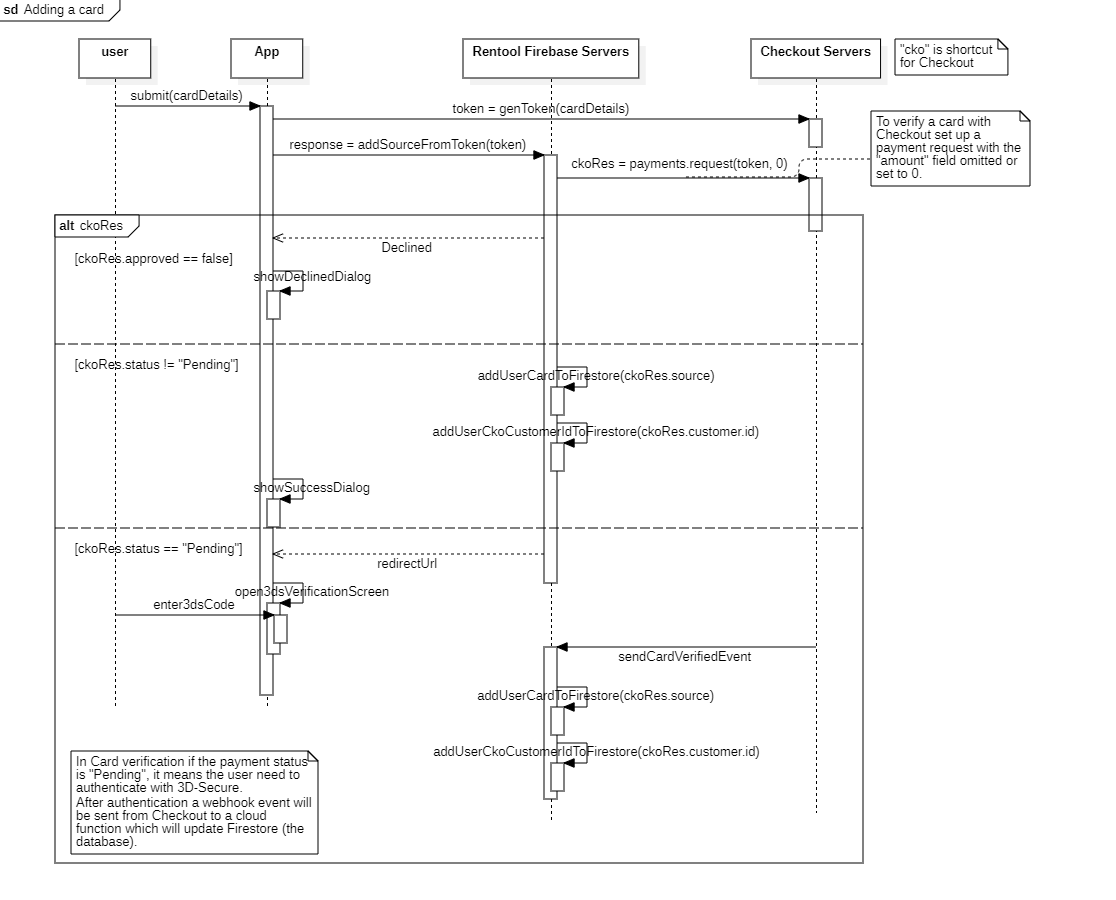 sd Adding a card
user
App
Rentool Firebase Servers
Checkout Servers
"cko" is shortcut
for Checkout
submit(cardDetails)
token = genToken(cardDetails)
To verify a card with
Checkout set up a
payment request with the
"amount" field omitted or
set to 0.
response = addSourceFromToken(token)
ckoRes = payments.request(token, 0)
alt ckoRes
Declined
[ckoRes.approved == false]
showDeclinedDialog
[ckoRes.status != "Pending"]
addUserCardToFirestore(ckoRes.source)
addUserCkoCustomerIdToFirestore(ckoRes.customer.id)
showSuccessDialog
[ckoRes.status == "Pending"]
redirectUrl
open3dsVerificationScreen
enter3dsCode
sendCardVerifiedEvent
addUserCardToFirestore(ckoRes.source)
addUserCkoCustomerIdToFirestore(ckoRes.customer.id)
In Card verification if the payment status
is "Pending", it means the user need to
authenticate with 3D-Secure.
After authentication a webhook event will
be sent from Checkout to a cloud
function which will update Firestore (the
database).